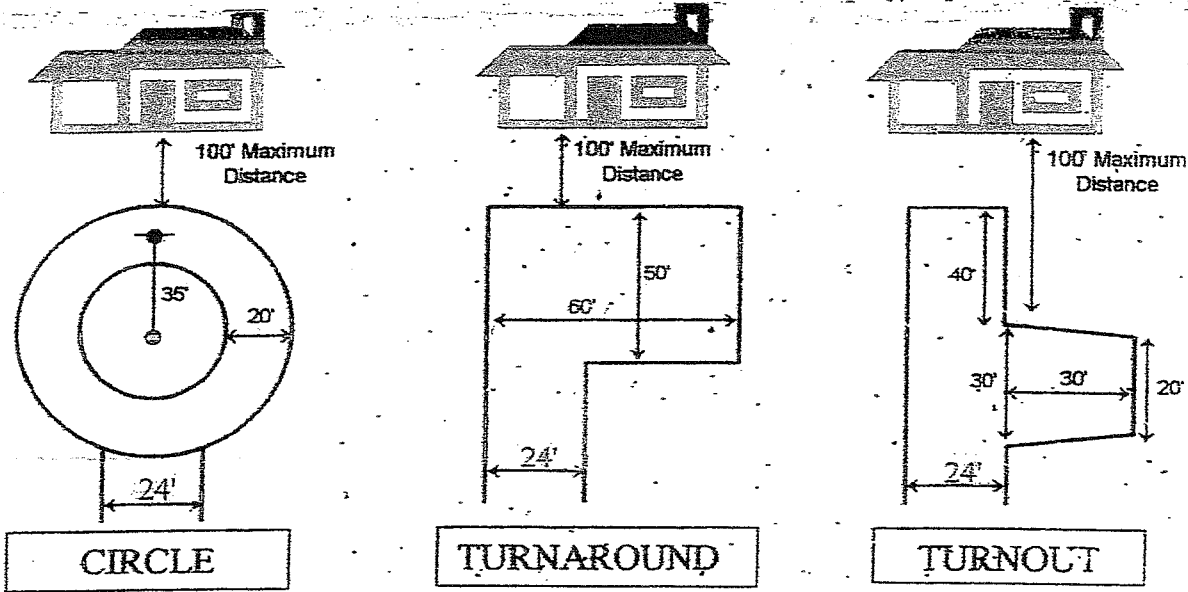 100' Maximum
Distance
35'
20'
24'
CIRCLE
100' Maximum
Distance
50'
60'
24'
TURNAROUND
100' Maximum
Distance
40'
30'
30'
20'
24'
TURNOUT